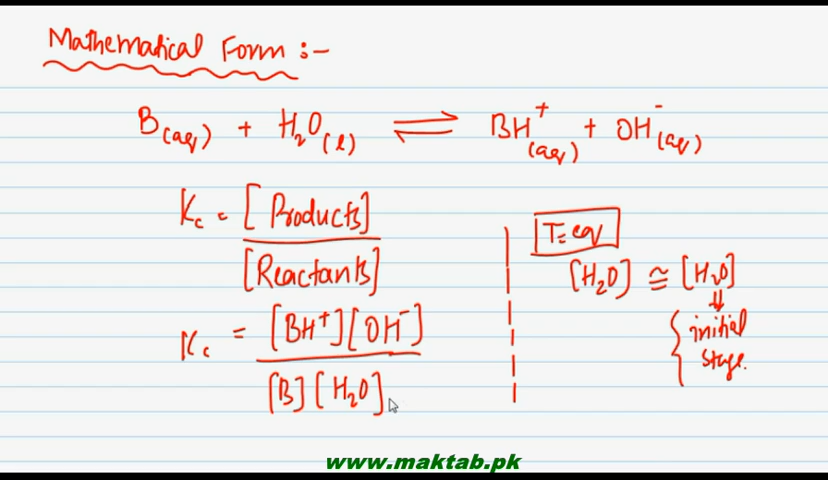 Mathematical Form :-
B(aq) + H₂O(l) ⇌ BH⁺(aq) + OH⁻(aq)
Kc = [Products]
[Reactants]
Kc = [BH⁺][OH⁻]
[B][H₂O]
T= eq
[H₂O] ≅ [H₂O]
⇓
{ initial
stage.
www.maktab.pk